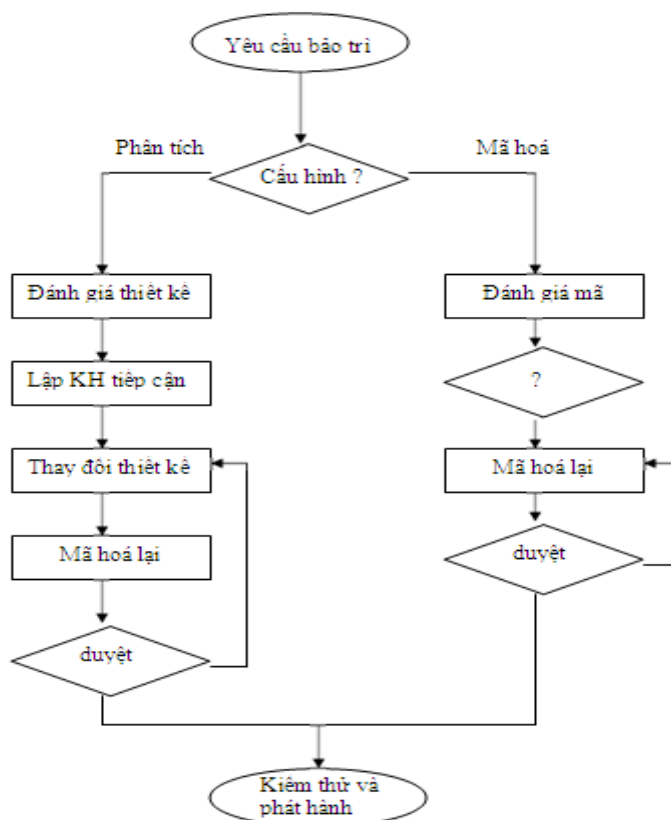 Yêu cầu bảo trì
Phân tích
Mã hoá
Cấu hình ?
Đánh giá thiết kế
Đánh giá mã
Lập KH tiếp cận
?
Thay đổi thiết kế
Mã hoá lại
Mã hoá lại
duyệt
duyệt
Kiểm thử và
phát hành